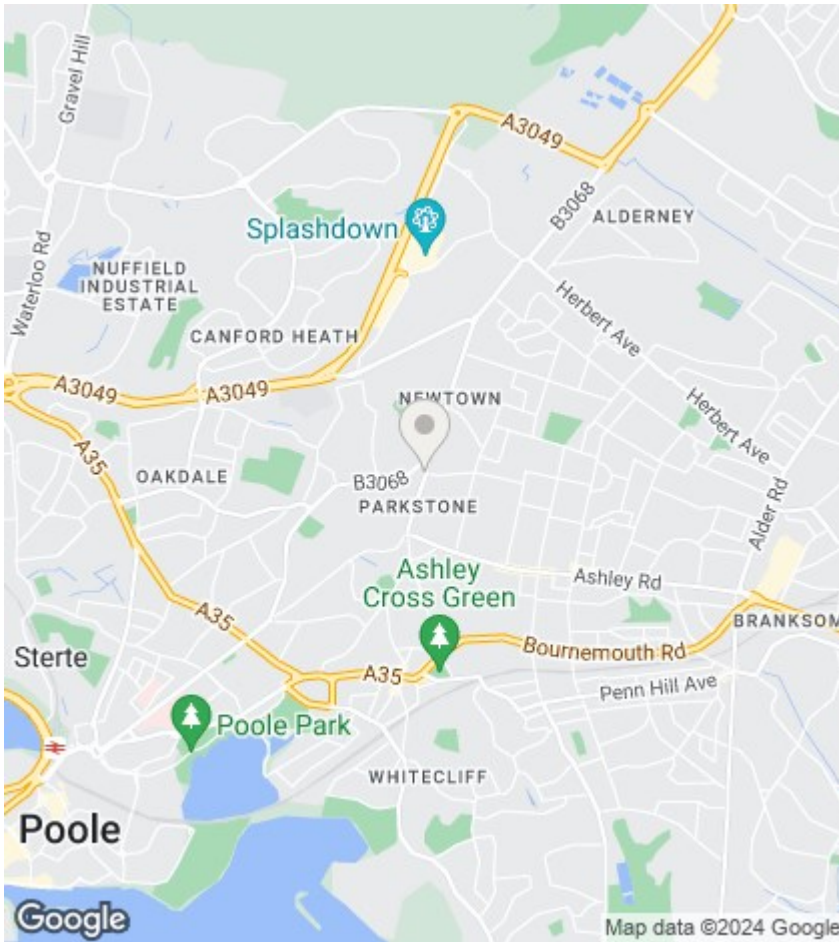 Gravel Hill
A3049
B3068
ALDERNEY
Splashdown
Waterloo Rd
NUFFIELD
INDUSTRIAL
ESTATE
Herbert Ave
CANFORD HEATH
A3049
A3049
NEWTOWN
Herbert Ave
A35
OAKDALE
B3068
PARKSTONE
Alder Rd
Ashley
Cross Green
Ashley Rd
A35
BRANKSOM
Sterte
Bournemouth Rd
A35
Penn Hill Ave
Poole Park
WHITECLIFF
Poole
Google
Map data ©2024 Google